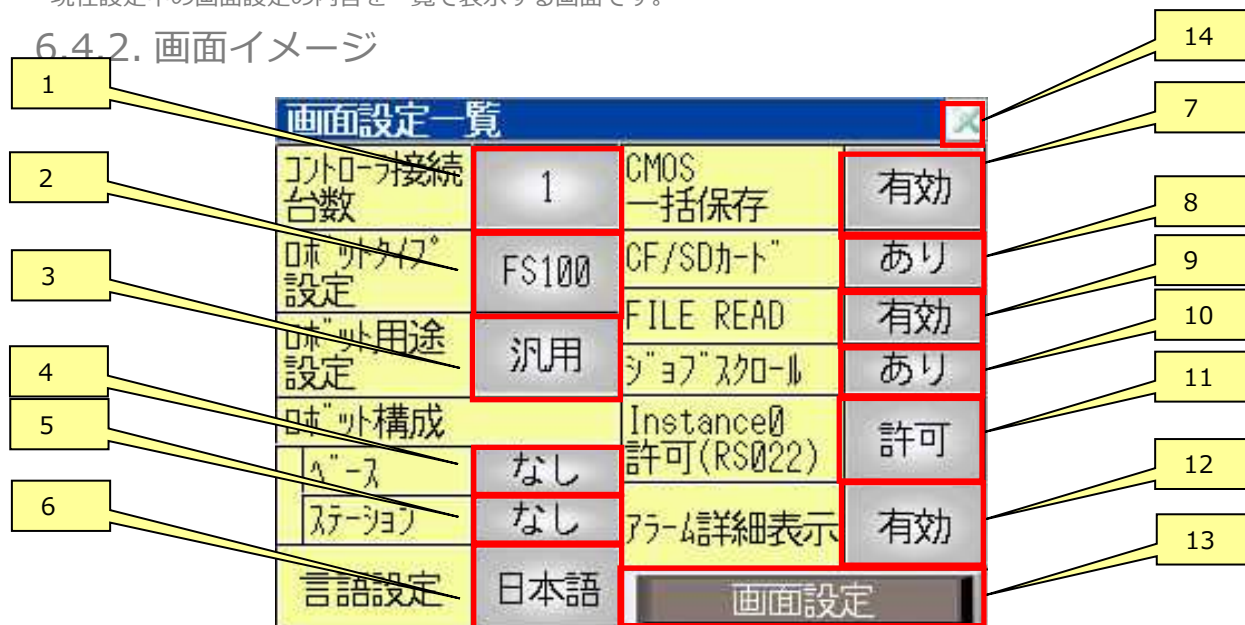 現在設定中の画面設定の内容を一覧で表示する画面です。
6.4.2. 画面イメージ
1
2
3
4
5
6
14
7
8
9
10
11
12
13
画面設定一覧
ｺﾝﾄﾛｰﾗ接続
台数
1
ﾛﾎﾞｯﾄﾀｲﾌﾟ
設定
FS100
ﾛﾎﾞｯﾄ用途
設定
汎用
ﾛﾎﾞｯﾄ構成
ﾍﾞｰｽ
なし
ｽﾃｰｼｮﾝ
なし
言語設定
日本語
CMOS
一括保存
有効
CF/SDｶｰﾄﾞ
あり
FILE READ
有効
ｼﾞｮﾌﾞｽｸﾛｰﾙ
あり
Instance0
許可(RS022)
許可
ｱﾗｰﾑ詳細表示
有効
画面設定